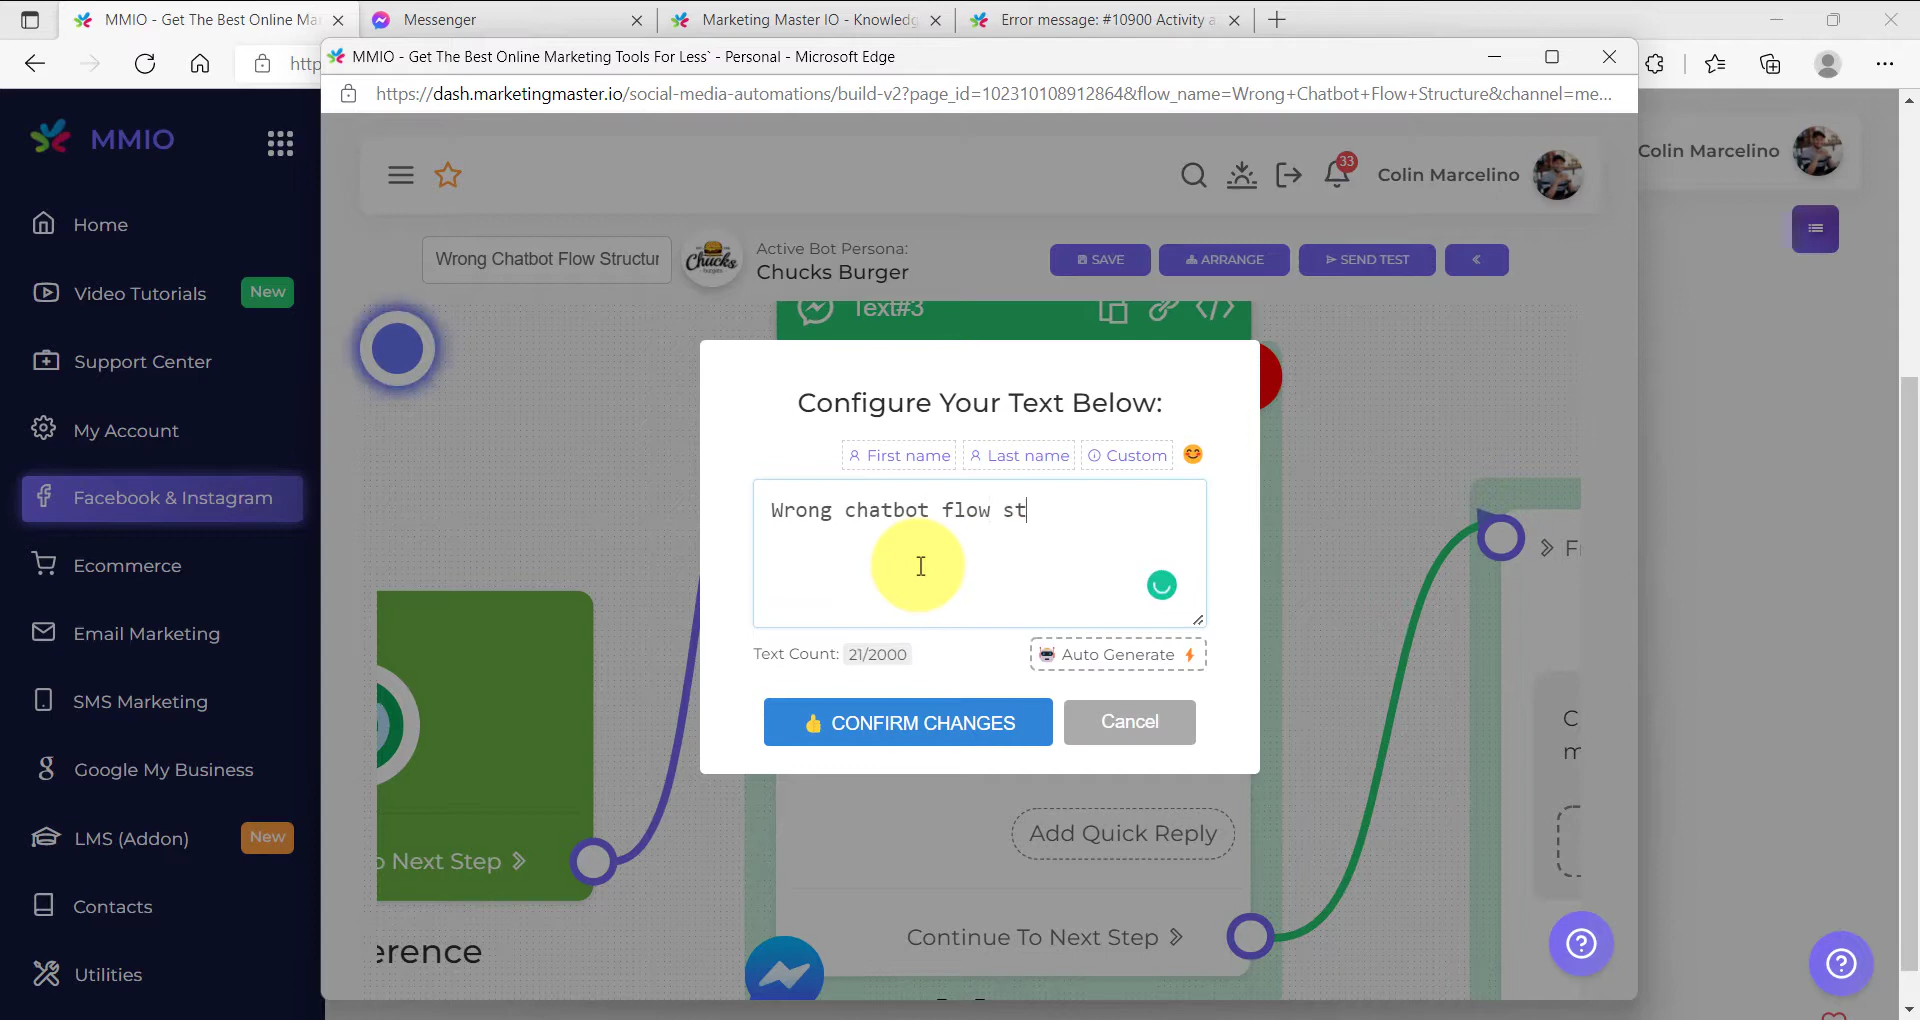 MMIO - Get The Best Online Ma
Messenger
Marketing Master IO - Knowledg
Error message: #10900 Activity a
http
MMIO - Get The Best Online Marketing Tools For Less` - Personal - Microsoft Edge
https://dash.marketingmaster.io/social-media-automations/build-v2?page_id=102310108912864&flow_name=Wrong+Chatbot+Flow+Structure&channel=me...
MMIO
Home
Video Tutorials New
Support Center
My Account
Facebook & Instagram
Ecommerce
Email Marketing
SMS Marketing
Google My Business
LMS (Addon) New
Contacts
Utilities
33
Colin Marcelino
Colin Marcelino
Wrong Chatbot Flow Structur
Chucks
Active Bot Persona:
Chucks Burger
SAVE
ARRANGE
SEND TEST
Text#3
Configure Your Text Below:
First name
Last name
Custom
Wrong chatbot flow st
Text Count: 21/2000
Auto Generate
CONFIRM CHANGES
Cancel
Next Step
erence
Add Quick Reply
Continue To Next Step
F
C
m